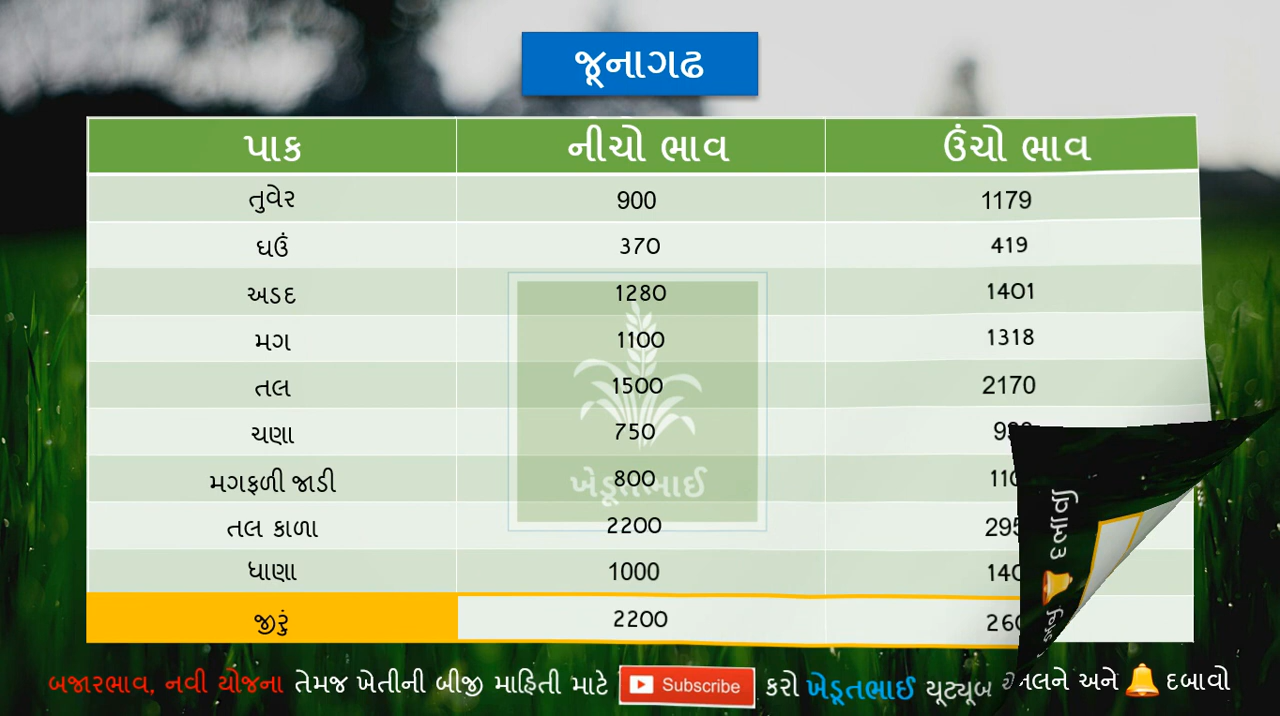 જૂનાગઢ
પાક નીચો ભાવ ઉંચો ભાવ
તુવેર 900 1179
ઘઉં 370 419
અડદ 1280 1401
મગ 1100 1318
તલ 1500 2170
ચણા 750
મગફળી જાડી 800
તલ કાળા 2200
ધાણા 1000
જીરું 2200
ખેડૂતભાઈ
બજારભાવ, નવી યોજના તેમજ ખેતીની બીજી માહિતી માટે Subscribe કરો ખેડૂતભાઈ યૂટ્યૂબ અને દબાવો